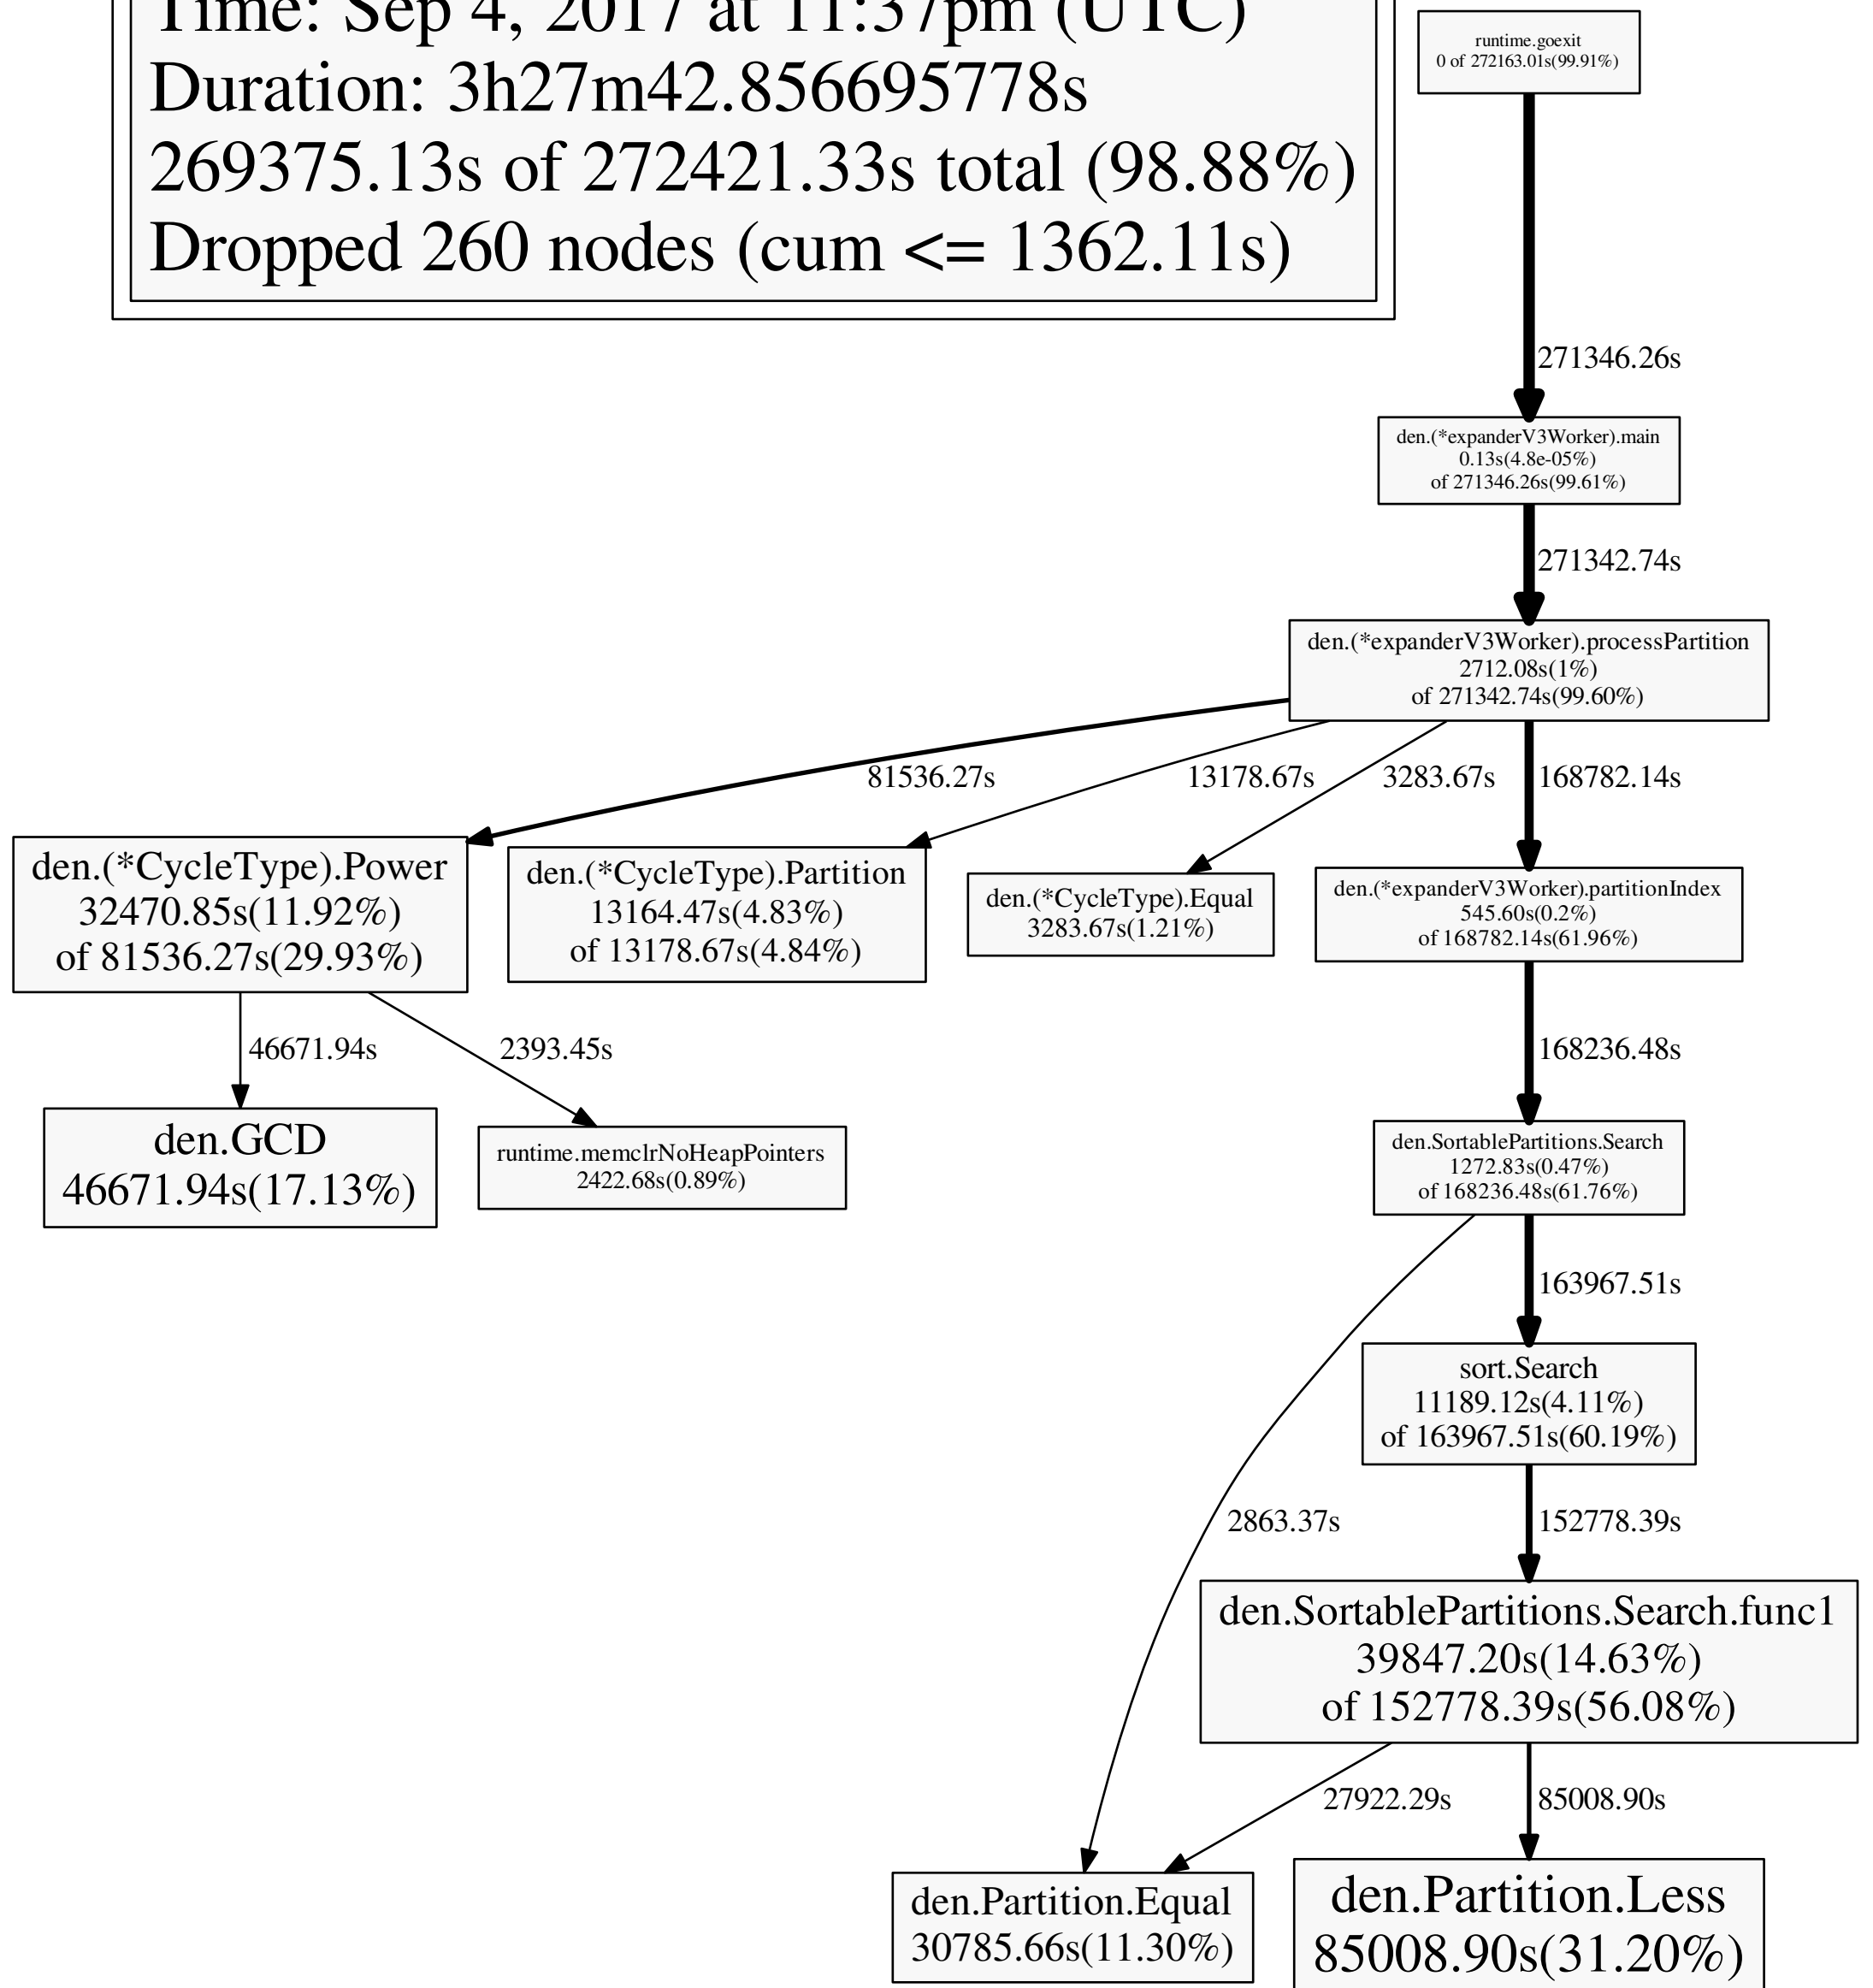 Time: Sep 4, 2017 at 11:37pm (UTC)
Duration: 3h27m42.856695778s
269375.13s of 272421.33s total (98.88%)
Dropped 260 nodes (cum <= 1362.11s)
runtime.goexit
0 of 272163.01s(99.91%)
271346.26s
den.(*expanderV3Worker).main
0.13s(4.8e-05%)
of 271346.26s(99.61%)
271342.74s
den.(*expanderV3Worker).processPartition
2712.08s(1%)
of 271342.74s(99.60%)
81536.27s
13178.67s
3283.67s
168782.14s
den.(*CycleType).Power
32470.85s(11.92%)
of 81536.27s(29.93%)
den.(*CycleType).Partition
13164.47s(4.83%)
of 13178.67s(4.84%)
den.(*CycleType).Equal
3283.67s(1.21%)
den.(*expanderV3Worker).partitionIndex
545.60s(0.2%)
of 168782.14s(61.96%)
46671.94s
2393.45s
168236.48s
den.GCD
46671.94s(17.13%)
runtime.memclrNoHeapPointers
2422.68s(0.89%)
den.SortablePartitions.Search
1272.83s(0.47%)
of 168236.48s(61.76%)
163967.51s
sort.Search
11189.12s(4.11%)
of 163967.51s(60.19%)
2863.37s
152778.39s
den.SortablePartitions.Search.func1
39847.20s(14.63%)
of 152778.39s(56.08%)
27922.29s
85008.90s
den.Partition.Equal
30785.66s(11.30%)
den.Partition.Less
85008.90s(31.20%)